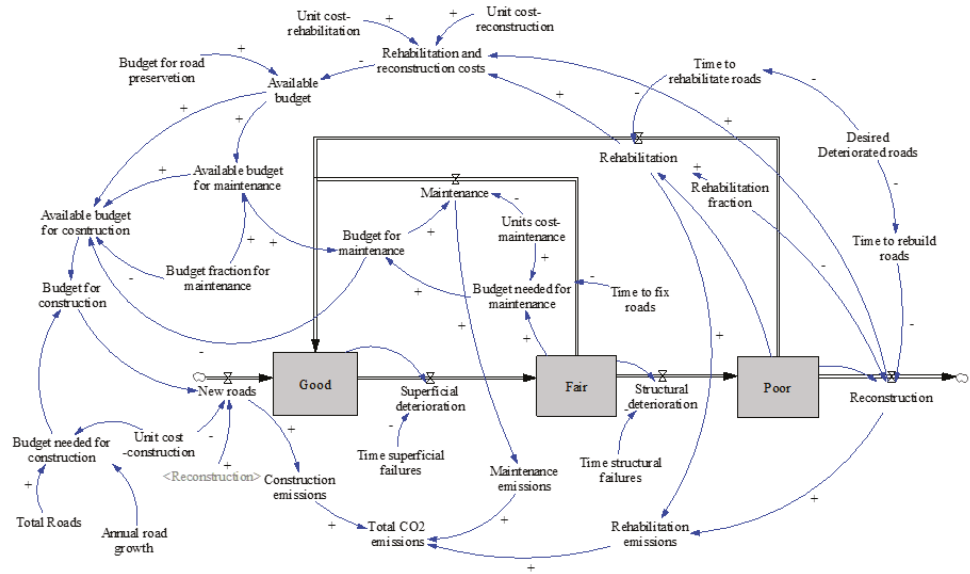 Unit cost-
rehabilitation
Unit cost-
reconstruction
+
+
Budget for road
preservetion
+
Rehabilitation and
reconstruction costs
-
Available
budget
Time to
rehabilitate roads
-
-
+
+
+
+
Desired
Deteriorated roads
Rehabilitation
Available budget
for maintenance
+
Maintenance
-
+
Rehabilitation
fraction
-
Available budget
for cosntruction
+
+
Budget for
maintenance
+
Units cost-
maintenance
Time to rebuild
roads
Budget fraction for
maintenance
-
+
-
-
Budget for
construction
+
Budget needed for
maintenance
Time to fix
roads
+
+
+
-
-
Good
Fair
Poor
New roads
Superficial
deterioration
Structural
deterioration
Reconstruction
-
-
Budget needed for
construction
Unit cost
-construction
-
+
Time superficial
failures
Time structural
failures
<Reconstruction>
+
Construction
emissions
Maintenance
emissions
+
+
Total Roads
Annual road
growth
+
Total CO2
emissions
+
Rehabilitation
emissions
+